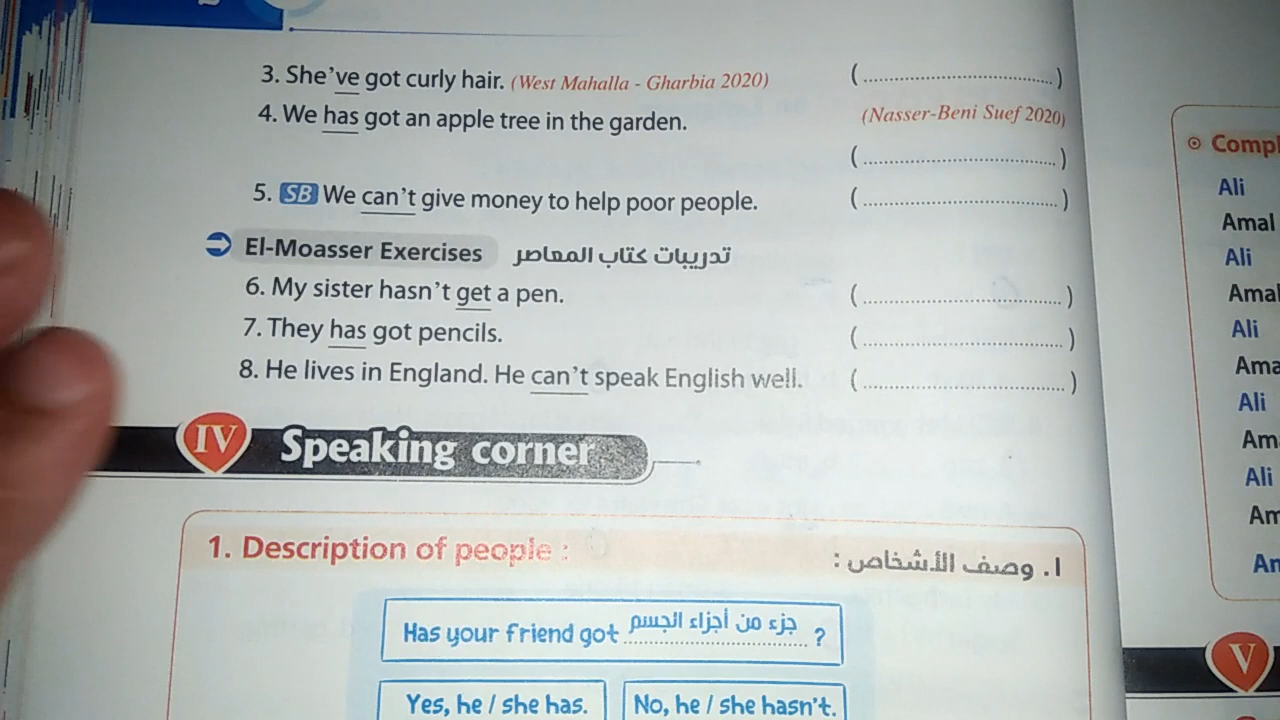 3. She've got curly hair. (West Mahalla - Gharbia 2020) (..............................)
4. We has got an apple tree in the garden. (Nasser-Beni Suef 2020)
(..............................)
5. SB We can't give money to help poor people. (..............................)
El-Moasser Exercises تدريبات كتاب المعاصر
6. My sister hasn't get a pen. (..............................)
7. They has got pencils. (..............................)
8. He lives in England. He can't speak English well. (..............................)
IV Speaking corner
1. Description of people : ١. وصف الأشخاص :
Has your friend got جزء من أجزاء الجسم ?
Yes, he / she has. No, he / she hasn't.
Ali
Amal
Ali
Ali
Ali
Ali
V